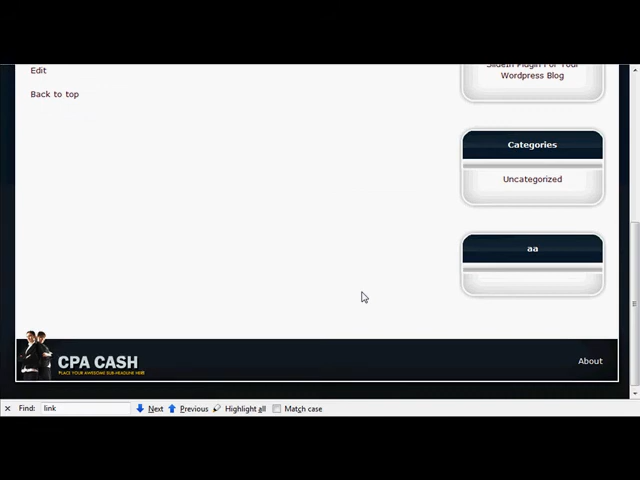 Edit
Back to top
SlideIn Plugin For Your
Wordpress Blog
Categories
Uncategorized
aa
CPA CASH
PLACE YOUR AWESOME SUB-HEADLINE HERE
About
Find: link Next Previous Highlight all Match case